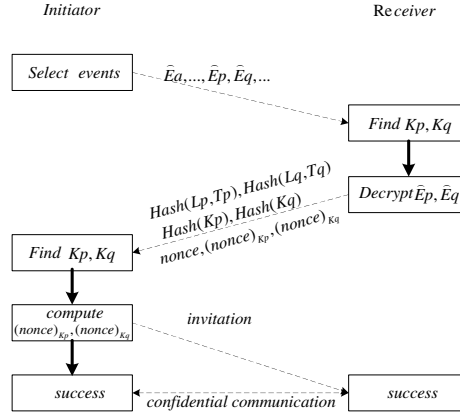 Initiator
Receiver
Select events
Êa,...,Êp,Êq,...
Find Kp,Kq
Hash(Lp,Tp),Hash(Lq,Tq)
Hash(Kp),Hash(Kq)
nonce,(nonce)Kp,(nonce)Kq
Decrypt Êp,Êq
Find Kp,Kq
compute
(nonce)Kp,(nonce)Kq
invitation
success
confidential communication
success